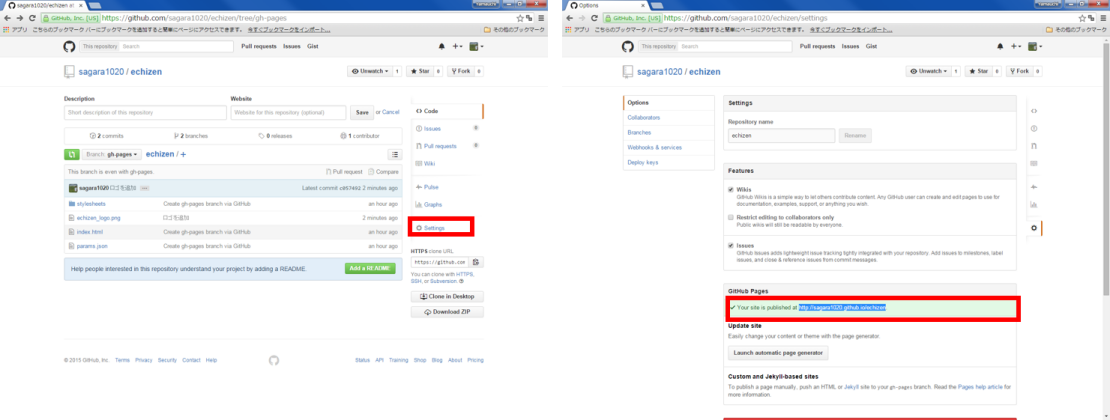 sagara1020/echizen at
GitHub, Inc. [US] https://github.com/sagara1020/echizen/tree/gh-pages
アプリ こちらのブックマーク バーにブックマークを追加すると簡単にページにアクセスできます。 今すぐブックマークをインポート...
その他のブックマーク
This repository Search
Pull requests Issues Gist
sagara1020 / echizen
Unwatch 1 Star 0 Fork 0
Description
Website
Short description of this repository
Website for this repository (optional)
Save or Cancel
2 commits 2 branches 0 releases 1 contributor
Branch: gh-pages echizen / +
This branch is even with gh-pages.
Pull request Compare
sagara1020 ロゴを追加
Latest commit 2 minutes ago
stylesheets Create gh-pages branch via GitHub an hour ago
echizen_logo.png ロゴを追加 2 minutes ago
index.html Create gh-pages branch via GitHub an hour ago
params.json Create gh-pages branch via GitHub an hour ago
Help people interested in this repository understand your project by adding a README.
Add a README
Code
Issues 0
Pull requests 0
Wiki
Pulse
Graphs
Settings
HTTPS clone URL
https://github.com
You can clone with HTTPS,
SSH, or Subversion.
Clone in Desktop
Download ZIP
© 2015 GitHub, Inc. Terms Privacy Security Contact Help
Status API Training Shop Blog About Pricing
Options
GitHub, Inc. [US] https://github.com/sagara1020/echizen/settings
アプリ こちらのブックマーク バーにブックマークを追加すると簡単にページにアクセスできます。 今すぐブックマークをインポート...
その他のブックマーク
This repository Search
Pull requests Issues Gist
sagara1020 / echizen
Unwatch 1 Star 0 Fork 0
Options
Collaborators
Branches
Webhooks & services
Deploy keys
Settings
Repository name
echizen
Rename
Features
Wikis
GitHub Wikis is a simple way to let others contribute content. Any GitHub user can create and edit pages to use for
documentation, examples, support, or anything you wish.
Restrict editing to collaborators only
Public wikis will still be readable by everyone.
Issues
GitHub Issues adds lightweight issue tracking tightly integrated with your repository. Add issues to milestones, label
issues, and close & reference issues from commit messages.
GitHub Pages
Your site is published at http://sagara1020.github.io/echizen
Update site
Easily change your content or theme with the page generator.
Launch automatic page generator
Custom and Jekyll-based sites
To publish a page manually, push an HTML or Jekyll site to your gh-pages branch. Read the Pages help article for
more information.